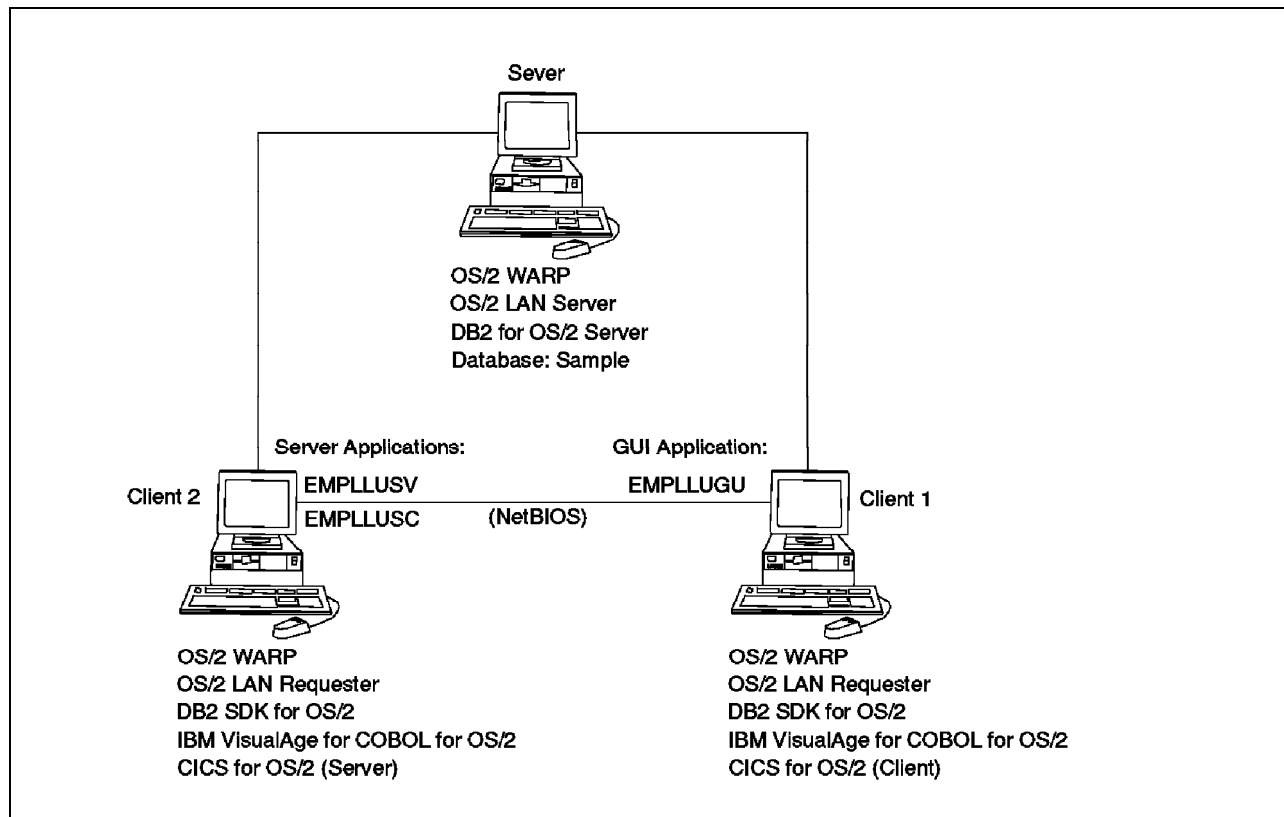 Sever
OS/2 WARP
OS/2 LAN Server
DB2 for OS/2 Server
Database: Sample
Server Applications:
GUI Application:
Client 2
EMPLLUSV
EMPLLUGU
Client 1
EMPLLUSC
(NetBIOS)
OS/2 WARP
OS/2 LAN Requester
DB2 SDK for OS/2
IBM VisualAge for COBOL for OS/2
CICS for OS/2 (Server)
OS/2 WARP
OS/2 LAN Requester
DB2 SDK for OS/2
IBM VisualAge for COBOL for OS/2
CICS for OS/2 (Client)